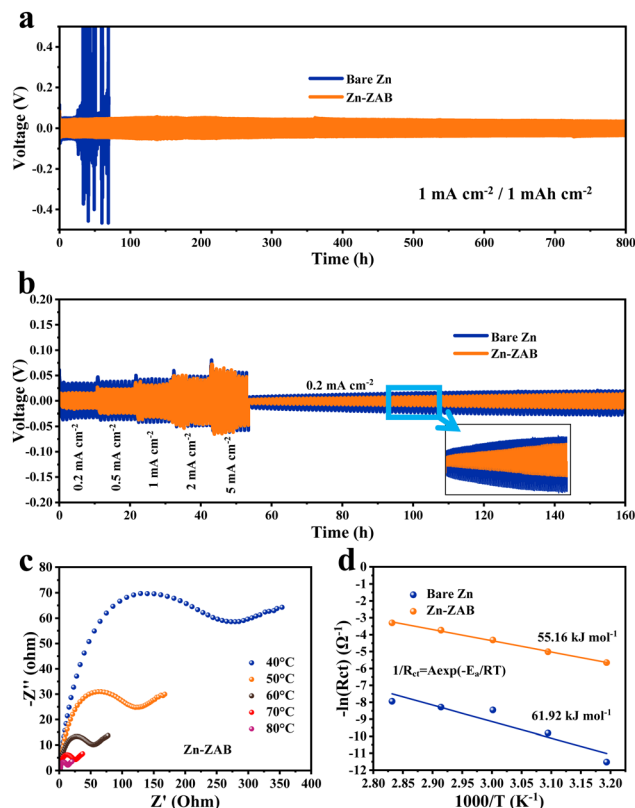 a
0.4
0.2
0.0
-0.2
-0.4
Voltage (V)
Bare Zn
Zn-ZAB
1 mA cm⁻² / 1 mAh cm⁻²
0 100 200 300 400 500 600 700 800
Time (h)
b
0.20
0.15
0.10
0.05
0.00
-0.05
-0.10
-0.15
-0.20
Voltage (V)
Bare Zn
Zn-ZAB
0.2 mA cm⁻²
0.2 mA cm⁻²
0.5 mA cm⁻²
1 mA cm⁻²
2 mA cm⁻²
5 mA cm⁻²
0 20 40 60 80 100 120 140 160
Time (h)
c
80
70
60
50
40
30
20
10
0
-Z'' (ohm)
40°C
50°C
60°C
70°C
80°C
Zn-ZAB
0 50 100 150 200 250 300 350 400
Z' (Ohm)
d
0
-1
-2
-3
-4
-5
-6
-7
-8
-9
-10
-11
-12
-ln(Rct) (Ω⁻¹)
Bare Zn
Zn-ZAB
55.16 kJ mol⁻¹
1/Rct=Aexp(-Ea/RT)
61.92 kJ mol⁻¹
2.80 2.85 2.90 2.95 3.00 3.05 3.10 3.15 3.20
1000/T (K⁻¹)